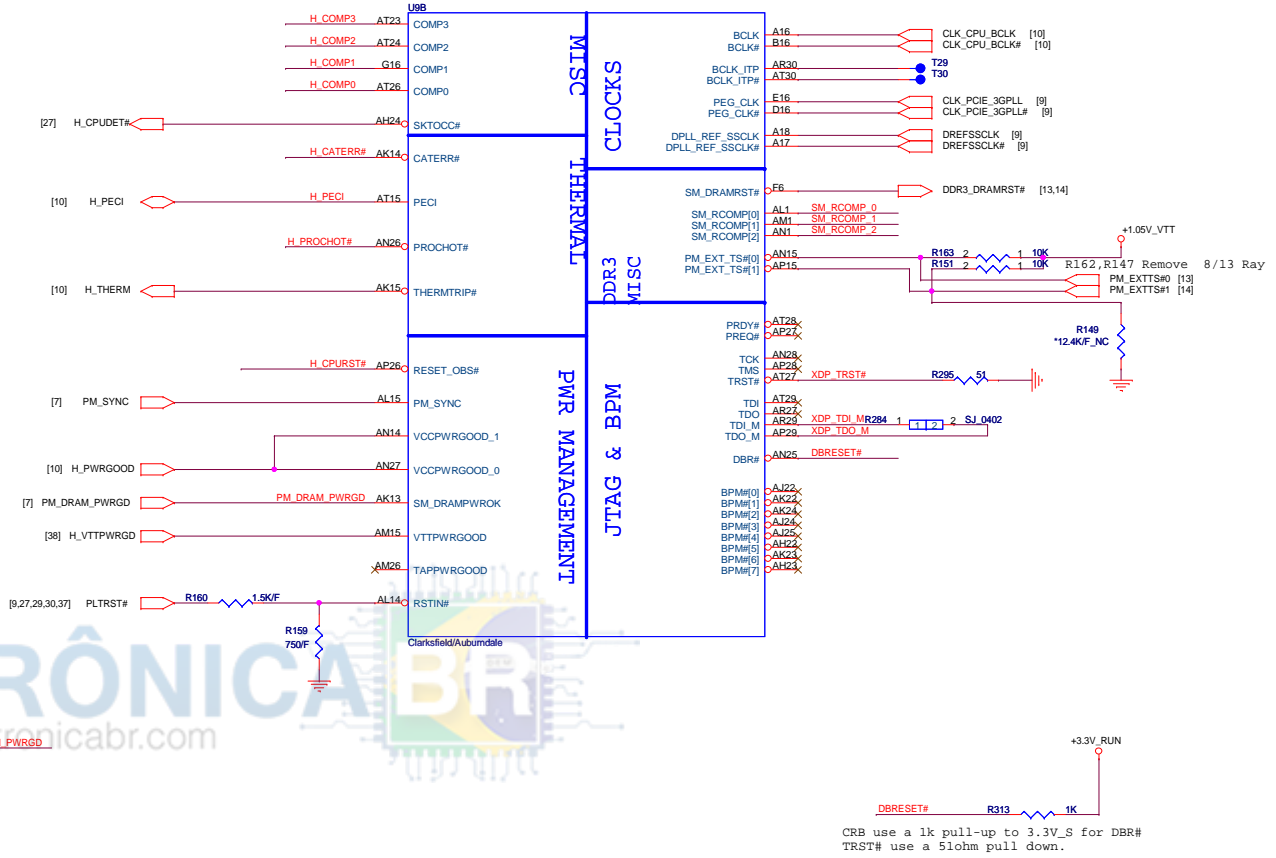 U9B
H_COMP3 AT23 COMP3
H_COMP2 AT24 COMP2
H_COMP1 G16 COMP1
H_COMP0 AT26 COMP0
[27] H_CPUDET# AH24 SKTOCC#
H_CATERR# AK14 CATERR#
[10] H_PECI H_PECI AT15 PECI
H_PROCHOT# AN26 PROCHOT#
[10] H_THERM AK15 THERMTRIP#
H_CPURST# AP26 RESET_OBS#
[7] PM_SYNC AL15 PM_SYNC
AN14 VCCPWRGOOD_1
[10] H_PWRGOOD AN27 VCCPWRGOOD_0
[7] PM_DRAM_PWRGD PM_DRAM_PWRGD AK13 SM_DRAMPWROK
[38] H_VTTPWRGD AM15 VTTPWRGOOD
AM26 TAPPWRGOOD
[9,27,29,30,37] PLTRST# R160 1.5K/F AL14 RSTIN#
R159
750/F
Clarksfield/Auburndale
MISC
THERMAL
PWR MANAGEMENT
CLOCKS
DDR3
MISC
JTAG & BPM
BCLK A16 CLK_CPU_BCLK [10]
BCLK# B16 CLK_CPU_BCLK# [10]
BCLK_ITP AR30 T29
BCLK_ITP# AT30 T30
PEG_CLK E16 CLK_PCIE_3GPLL [9]
PEG_CLK# D16 CLK_PCIE_3GPLL# [9]
DPLL_REF_SSCLK A18 DREFSSCLK [9]
DPLL_REF_SSCLK# A17 DREFSSCLK# [9]
SM_DRAMRST# F6 DDR3_DRAMRST# [13,14]
SM_RCOMP[0] AL1 SM_RCOMP_0
SM_RCOMP[1] AM1 SM_RCOMP_1
SM_RCOMP[2] AN1 SM_RCOMP_2
+1.05V_VTT
PM_EXT_TS#[0] AN15 R163 2 1 10K
PM_EXT_TS#[1] AP15 R151 2 1 10K
R162,R147 Remove 8/13 Ray
PM_EXTTS#0 [13]
PM_EXTTS#1 [14]
R149
*12.4K/F_NC
PRDY# AT28
PREQ# AP27
TCK AN28
TMS AP28
TRST# AT27 XDP_TRST# R295 51
TDI AT29
TDO AR27
TDI_M AR29 XDP_TDI_M R284 1 1 2 2 SJ_0402
TDO_M AP29 XDP_TDO_M
DBR# AN25 DBRESET#
BPM#[0] AJ22
BPM#[1] AK22
BPM#[2] AK24
BPM#[3] AJ24
BPM#[4] AJ25
BPM#[5] AH22
BPM#[6] AK23
BPM#[7] AH23
RÔNICA BR
ronicabr.com
PWRGD
+3.3V_RUN
DBRESET# R313 1K
CRB use a 1k pull-up to 3.3V_S for DBR#
TRST# use a 51ohm pull down.